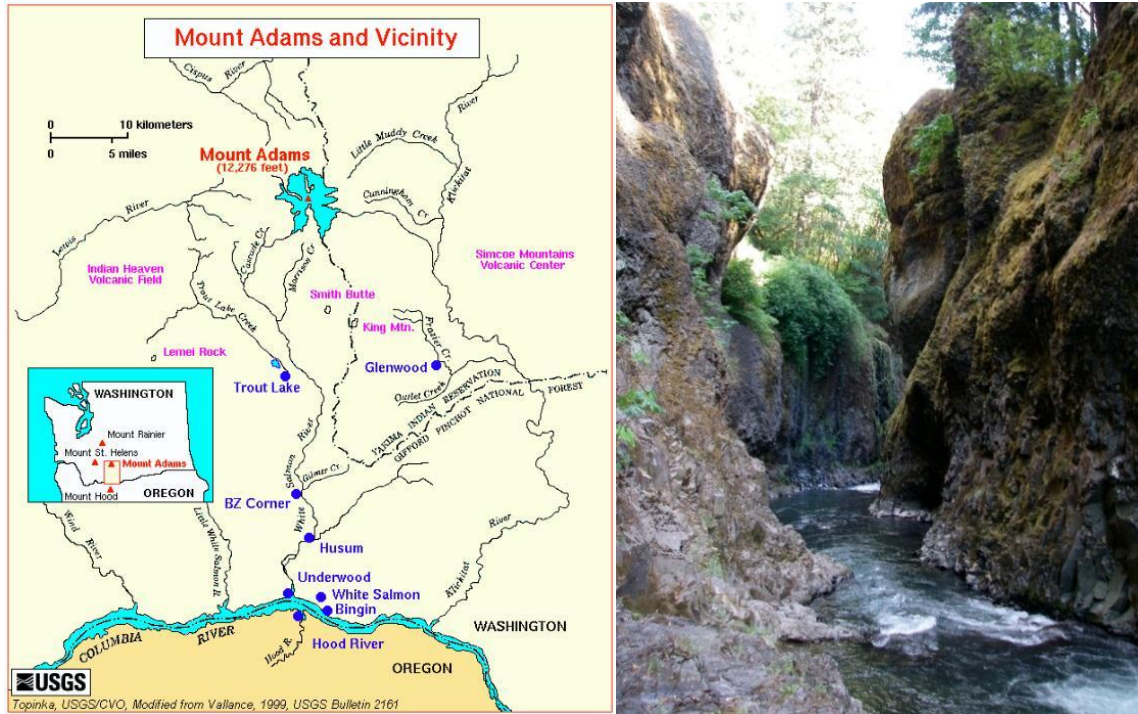 Mount Adams and Vicinity
Cispus
River
0 10 kilometers
0 5 miles
Mount Adams
(12,276 feet)
Little Muddy Creek
River
Klickitat
Cunningham Cr
Lewis
River
Cascade Cr
Morrison Cr
Indian Heaven
Volcanic Field
Simcoe Mountains
Volcanic Center
Trout Lake Creek
Smith Butte
King Mtn.
Frazier Cr
Lemei Rock
Trout Lake
Glenwood
Outlet Creek
YAKIMA INDIAN RESERVATION
GIFFORD PINCHOT NATIONAL FOREST
WASHINGTON
Mount Rainier
Mount St. Helens
Mount Adams
Mount Hood
OREGON
White Salmon River
Gilmer Cr
BZ Corner
Husum
Wind River
Little White Salmon R.
Underwood
White Salmon
Bingin
Klickitat River
COLUMBIA RIVER
Hood R.
Hood River
WASHINGTON
OREGON
USGS
Topinka, USGS/CVO, Modified from Vallance, 1999, USGS Bulletin 2161